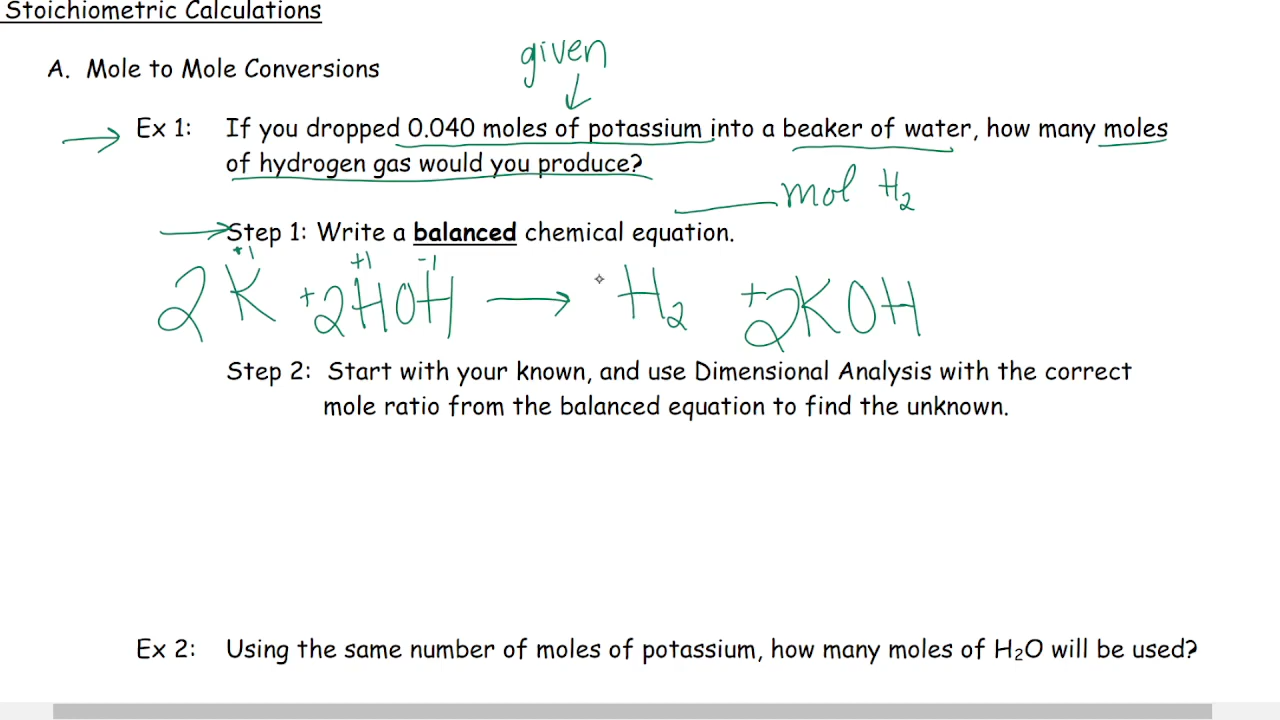 Stoichiometric Calculations
given
A. Mole to Mole Conversions
Ex 1: If you dropped 0.040 moles of potassium into a beaker of water, how many moles
of hydrogen gas would you produce?
mol H₂
Step 1: Write a balanced chemical equation.
+1 +1 -1
2K +2HOH → H₂ +2KOH
Step 2: Start with your known, and use Dimensional Analysis with the correct
mole ratio from the balanced equation to find the unknown.
Ex 2: Using the same number of moles of potassium, how many moles of H₂O will be used?